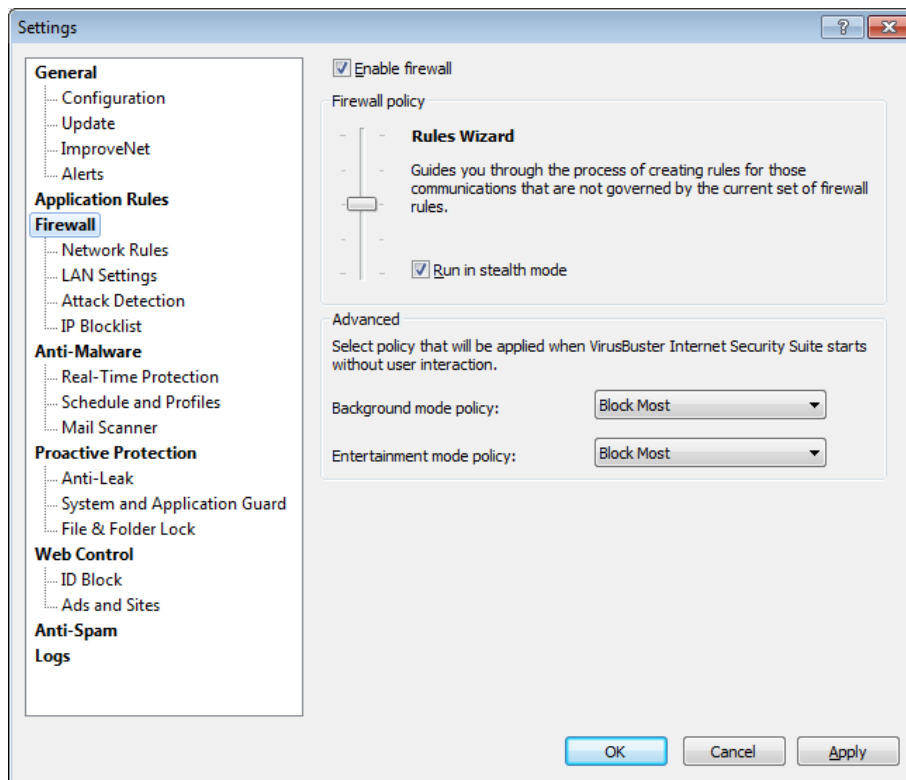 Settings
General
Configuration
Update
ImproveNet
Alerts
Application Rules
Firewall
Network Rules
LAN Settings
Attack Detection
IP Blocklist
Anti-Malware
Real-Time Protection
Schedule and Profiles
Mail Scanner
Proactive Protection
Anti-Leak
System and Application Guard
File & Folder Lock
Web Control
ID Block
Ads and Sites
Anti-Spam
Logs
Enable firewall
Firewall policy
Rules Wizard
Guides you through the process of creating rules for those
communications that are not governed by the current set of firewall
rules.
Run in stealth mode
Advanced
Select policy that will be applied when VirusBuster Internet Security Suite starts
without user interaction.
Background mode policy: Block Most
Entertainment mode policy: Block Most
OK Cancel Apply